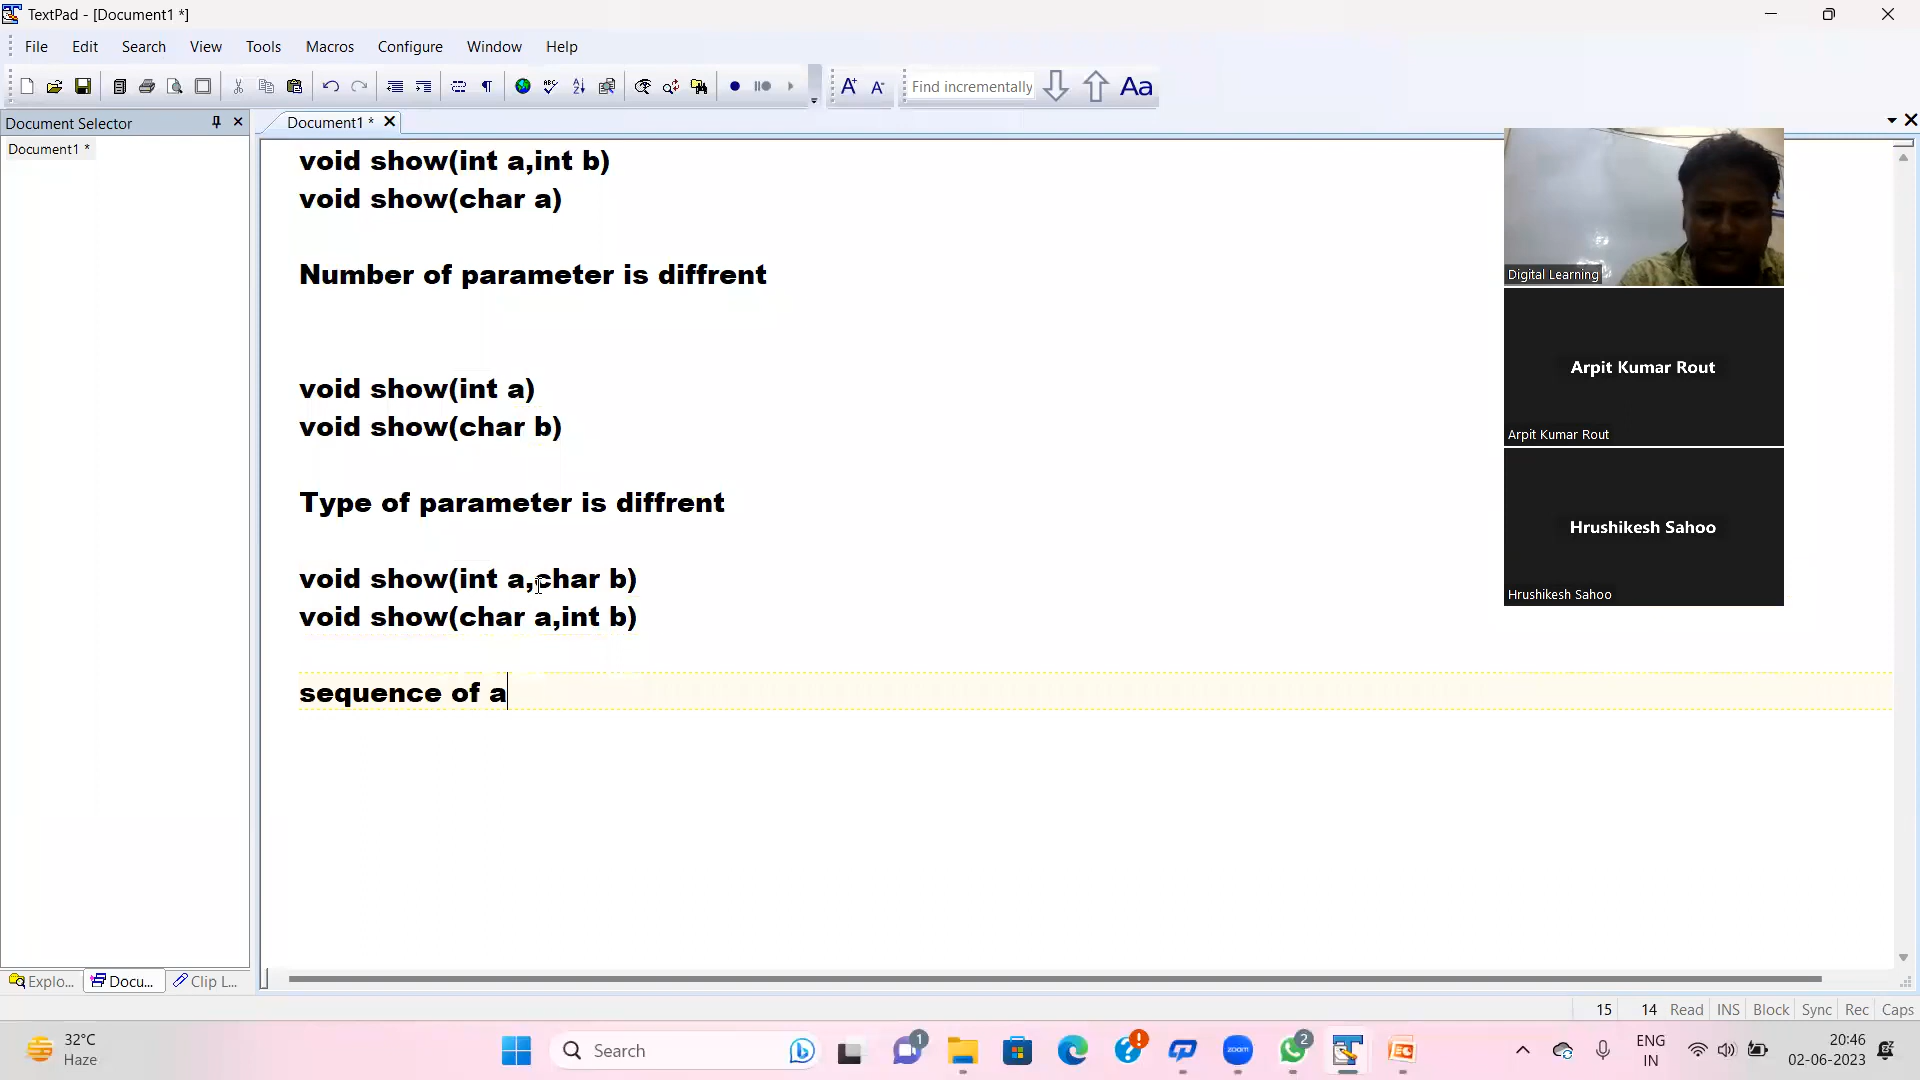 TextPad - [Document1 *]
File Edit Search View Tools Macros Configure Window Help
Find incrementally
Aa
Document Selector
Document1 *
Document1 *
void show(int a,int b)
void show(char a)
Number of parameter is diffrent
void show(int a)
void show(char b)
Type of parameter is diffrent
void show(int a,char b)
void show(char a,int b)
sequence of a
Digital Learning
Arpit Kumar Rout
Arpit Kumar Rout
Hrushikesh Sahoo
Hrushikesh Sahoo
Explo... Docu... Clip L...
15 14 Read INS Block Sync Rec Caps
32°C
Haze
Search
1
zoom
2
ENG
IN
20:46
02-06-2023